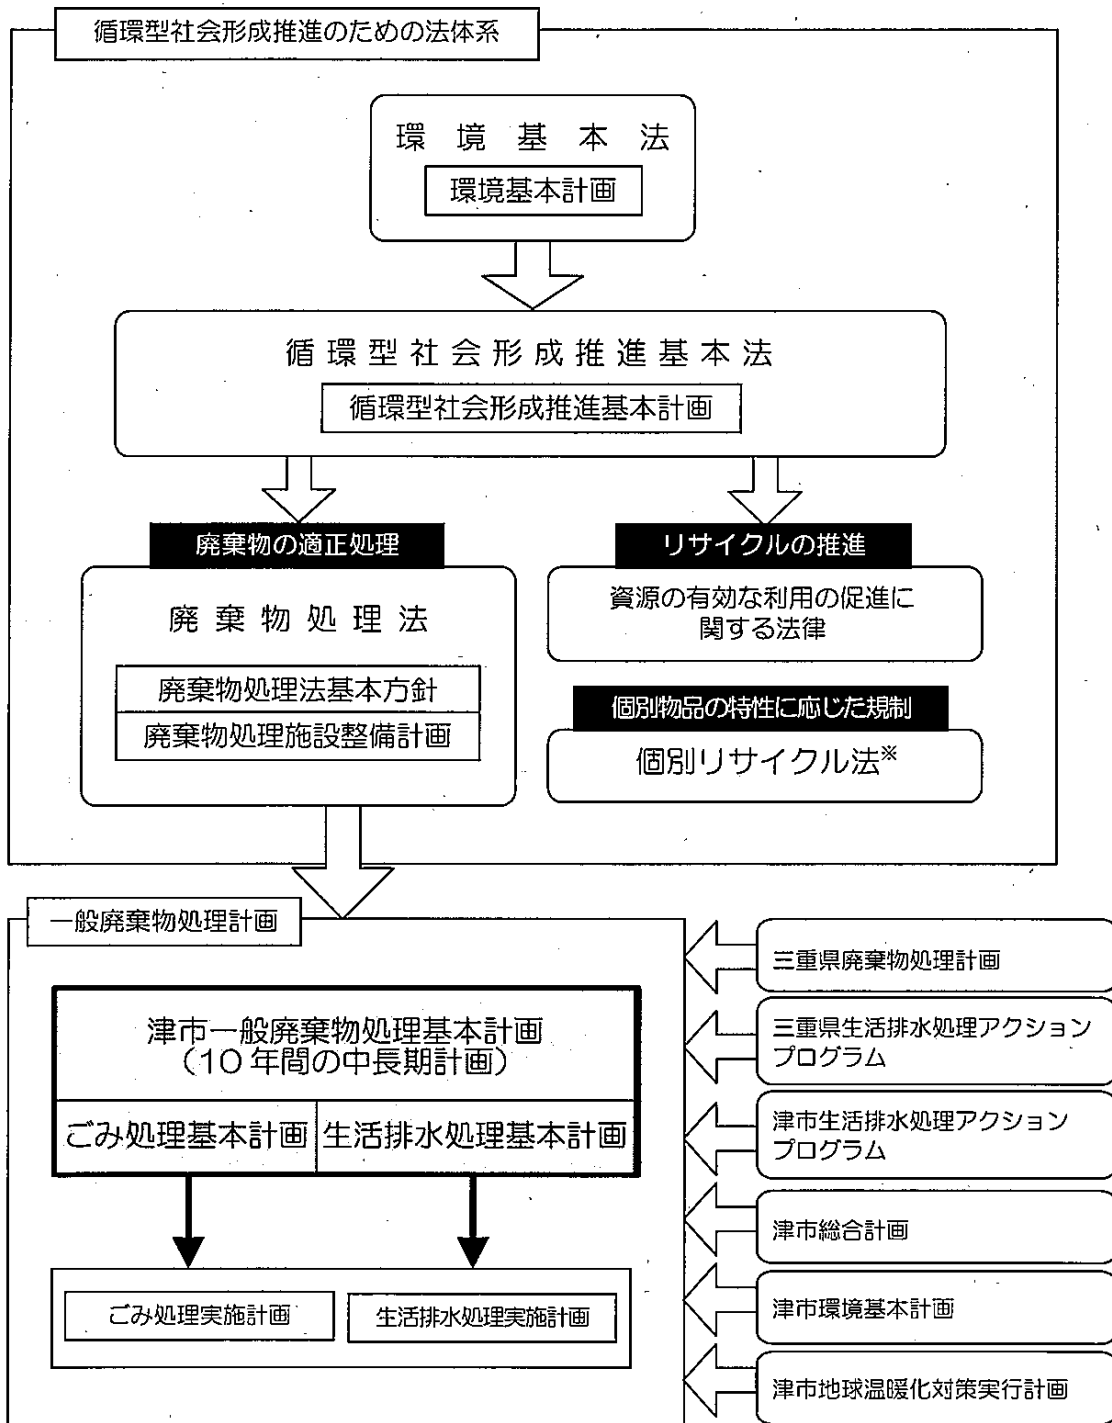 循環型社会形成推進のための法体系
環境基本法
環境基本計画
循環型社会形成推進基本法
循環型社会形成推進基本計画
廃棄物の適正処理
廃棄物処理法
廃棄物処理法基本方針
廃棄物処理施設整備計画
リサイクルの推進
資源の有効な利用の促進に
関する法律
個別物品の特性に応じた規制
個別リサイクル法※
一般廃棄物処理計画
津市一般廃棄物処理基本計画
(10年間の中長期計画)
ごみ処理基本計画
生活排水処理基本計画
ごみ処理実施計画
生活排水処理実施計画
三重県廃棄物処理計画
三重県生活排水処理アクション
プログラム
津市生活排水処理アクション
プログラム
津市総合計画
津市環境基本計画
津市地球温暖化対策実行計画